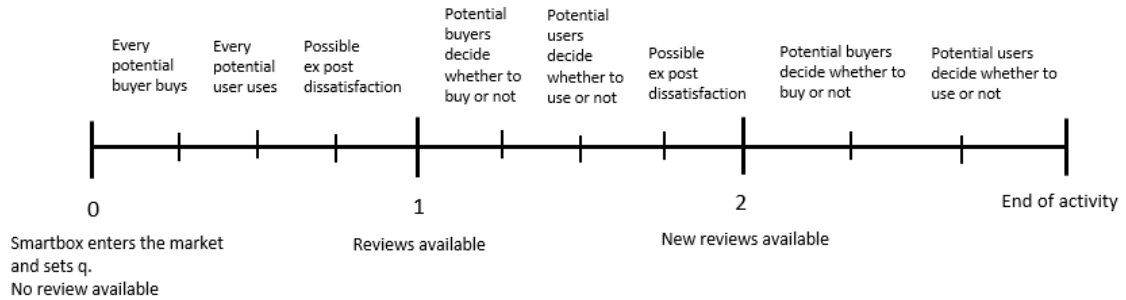 Every
potential
buyer buys
Every
potential
user uses
Possible
ex post
dissatisfaction
Potential
buyers
decide
whether to
buy or not
Potential
users
decide
whether to
use or not
Possible
ex post
dissatisfaction
Potential buyers
decide whether to
buy or not
Potential users
decide whether to
use or not
0
1
2
End of activity
Smartbox enters the market
and sets q.
No review available
Reviews available
New reviews available